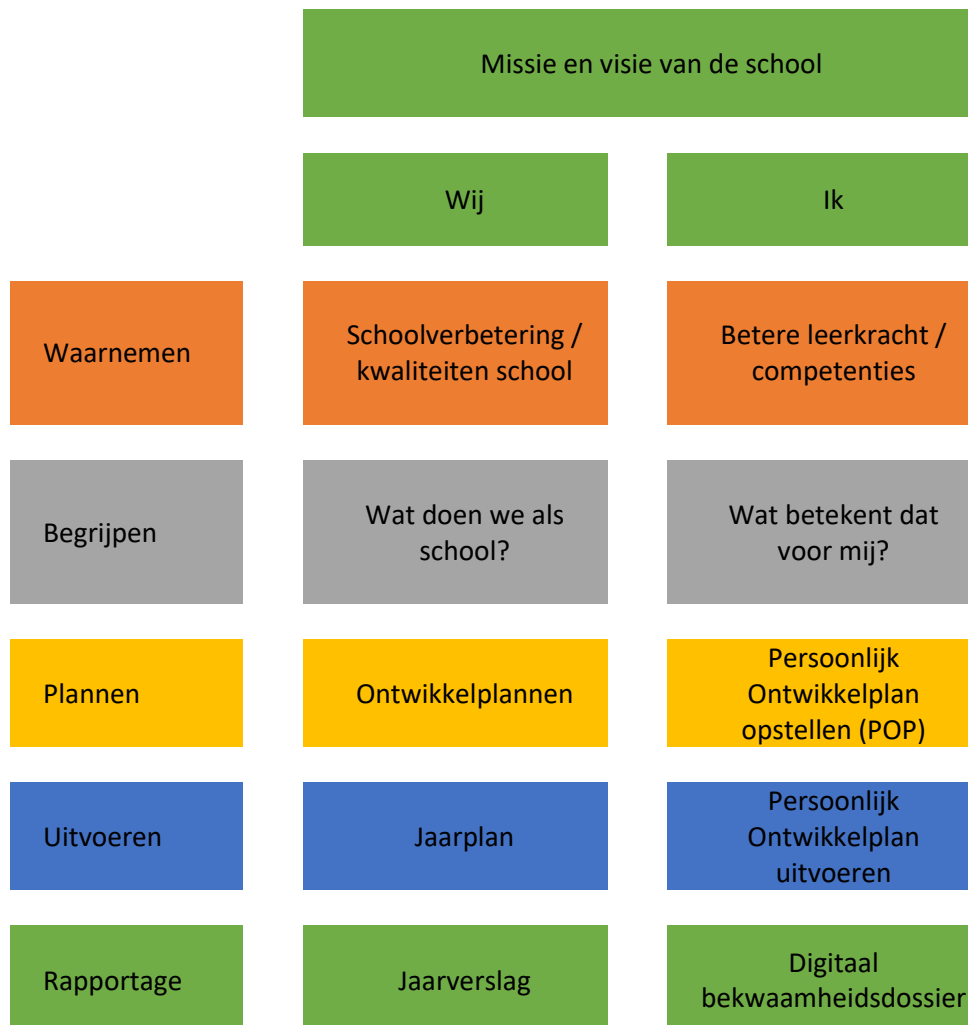 Missie en visie van de school
Wij
Ik
Waarnemen
Schoolverbetering /
kwaliteiten school
Betere leerkracht /
competenties
Begrijpen
Wat doen we als
school?
Wat betekent dat
voor mij?
Plannen
Ontwikkelplannen
Persoonlijk
Ontwikkelplan
opstellen (POP)
Uitvoeren
Jaarplan
Persoonlijk
Ontwikkelplan
uitvoeren
Rapportage
Jaarverslag
Digitaal
bekwaamheidsdossier